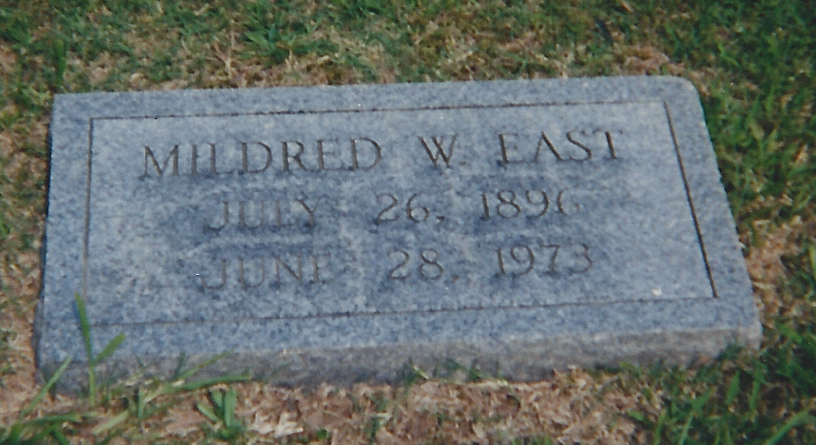 MILDRED W. EAST
JULY 26, 1896
JUNE 28, 1973